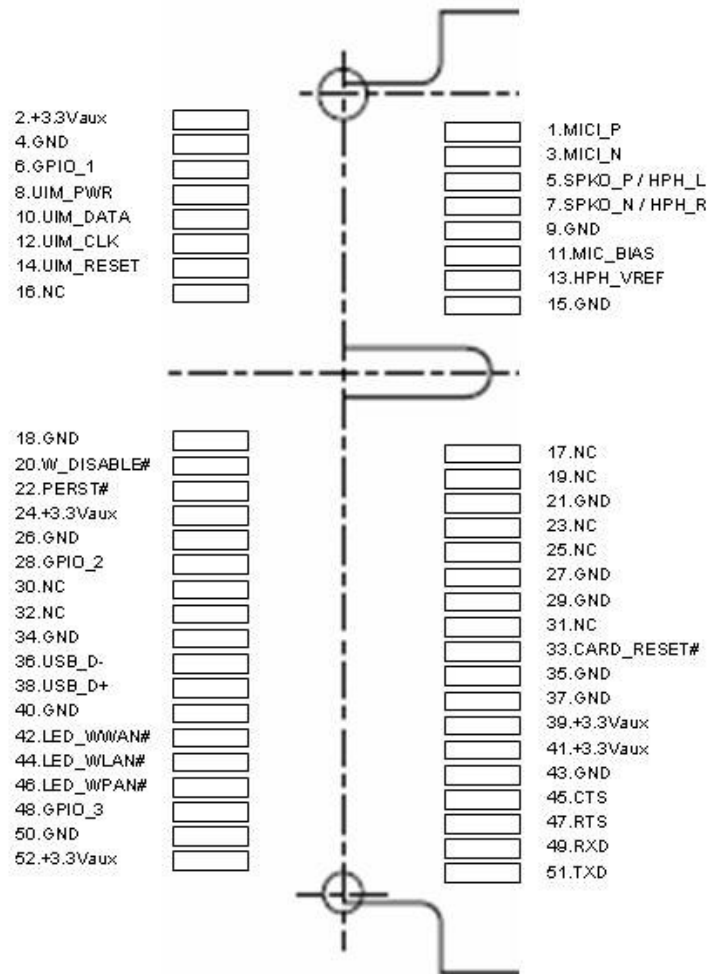 2.+3.3Vaux
4.GND
6.GPIO_1
8.UIM_PWR
10.UIM_DATA
12.UIM_CLK
14.UIM_RESET
16.NC
1.MICI_P
3.MICI_N
5.SPKO_P / HPH_L
7.SPKO_N / HPH_R
9.GND
11.MIC_BIAS
13.HPH_VREF
15.GND
18.GND
20.W_DISABLE#
22.PERST#
24.+3.3Vaux
26.GND
28.GPIO_2
30.NC
32.NC
34.GND
36.USB_D-
38.USB_D+
40.GND
42.LED_WWAN#
44.LED_WLAN#
46.LED_WPAN#
48.GPIO_3
50.GND
52.+3.3Vaux
17.NC
19.NC
21.GND
23.NC
25.NC
27.GND
29.GND
31.NC
33.CARD_RESET#
35.GND
37.GND
39.+3.3Vaux
41.+3.3Vaux
43.GND
45.CTS
47.RTS
49.RXD
51.TXD